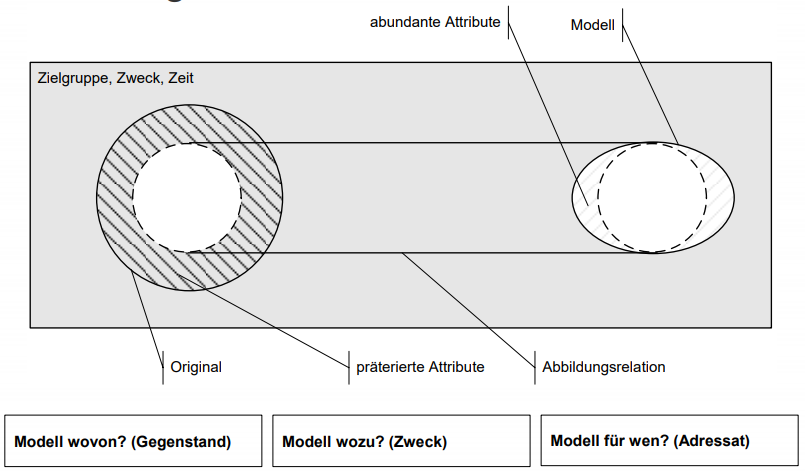 abundante Attribute
Modell
Zielgruppe, Zweck, Zeit
Original
präterierte Attribute
Abbildungsrelation
Modell wovon? (Gegenstand)
Modell wozu? (Zweck)
Modell für wen? (Adressat)